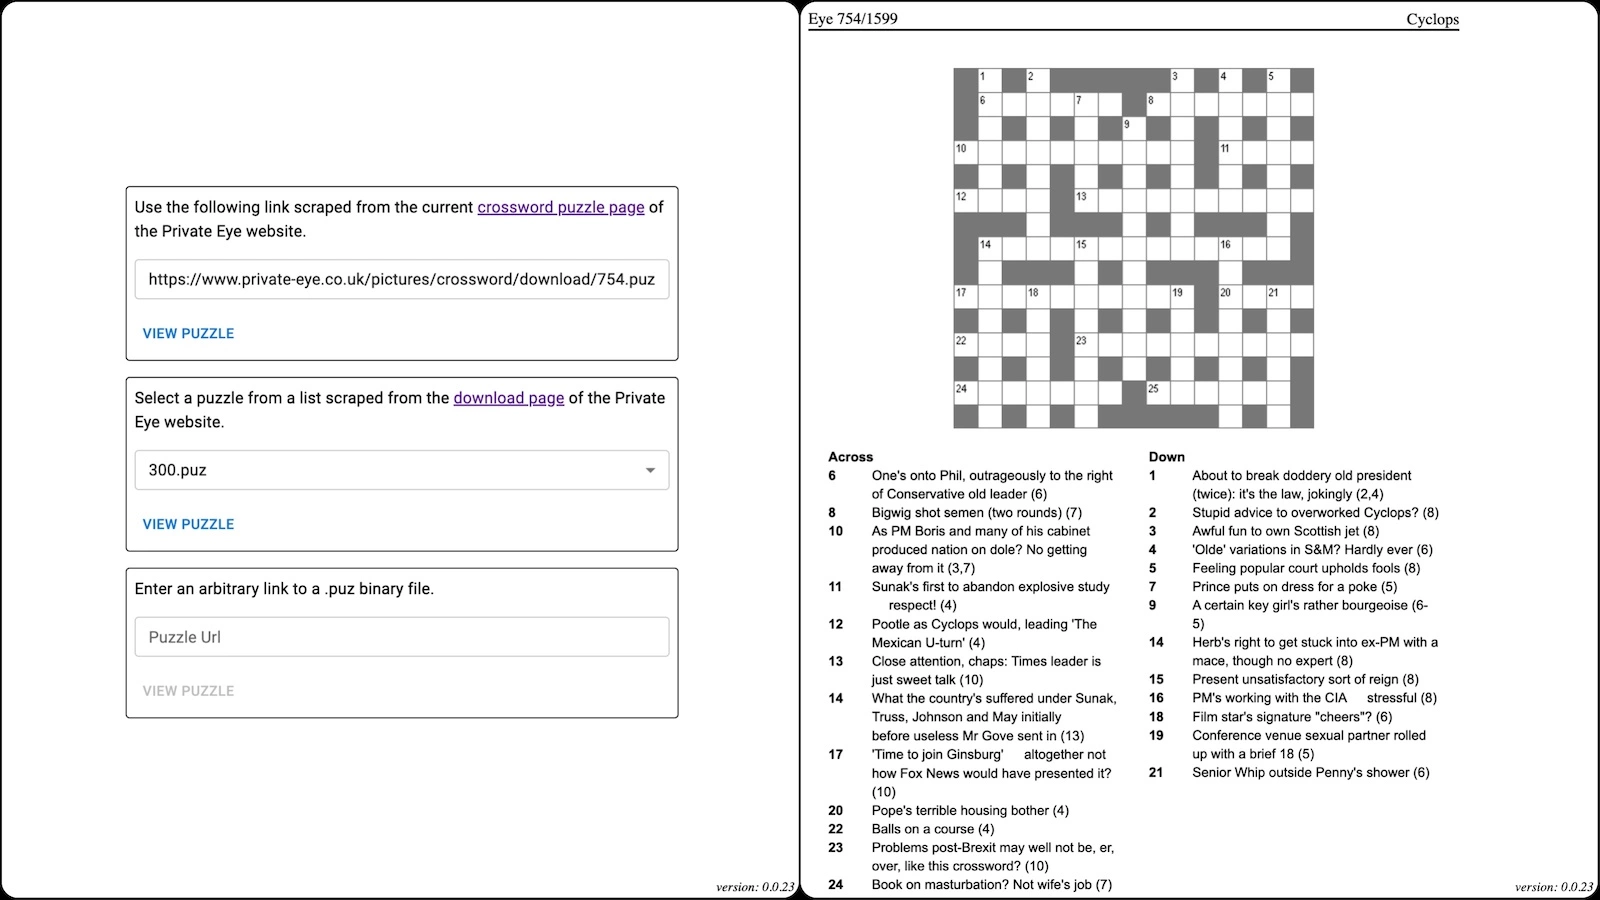 Use the following link scraped from the current crossword puzzle page of
the Private Eye website.
https://www.private-eye.co.uk/pictures/crossword/download/754.puz
VIEW PUZZLE
Select a puzzle from a list scraped from the download page of the Private
Eye website.
300.puz
VIEW PUZZLE
Enter an arbitrary link to a .puz binary file.
Puzzle Url
VIEW PUZZLE
version: 0.0.23
Eye 754/1599 Cyclops
1 2 3 4 5
6 7 8
9
10 11
12 13
14 15 16
17 18 19 20 21
22 23
24 25
Across
6 One's onto Phil, outrageously to the right
of Conservative old leader (6)
8 Bigwig shot semen (two rounds) (7)
10 As PM Boris and many of his cabinet
produced nation on dole? No getting
away from it (3,7)
11 Sunak's first to abandon explosive study
respect! (4)
12 Pootle as Cyclops would, leading 'The
Mexican U-turn' (4)
13 Close attention, chaps: Times leader is
just sweet talk (10)
14 What the country's suffered under Sunak,
Truss, Johnson and May initially
before useless Mr Gove sent in (13)
17 'Time to join Ginsburg' altogether not
how Fox News would have presented it?
(10)
20 Pope's terrible housing bother (4)
22 Balls on a course (4)
23 Problems post-Brexit may well not be, er,
over, like this crossword? (10)
24 Book on masturbation? Not wife's job (7)
Down
1 About to break doddery old president
(twice): it's the law, jokingly (2,4)
2 Stupid advice to overworked Cyclops? (8)
3 Awful fun to own Scottish jet (8)
4 'Olde' variations in S&M? Hardly ever (6)
5 Feeling popular court upholds fools (8)
7 Prince puts on dress for a poke (5)
9 A certain key girl's rather bourgeoise (6-
5)
14 Herb's right to get stuck into ex-PM with a
mace, though no expert (8)
15 Present unsatisfactory sort of reign (8)
16 PM's working with the CIA stressful (8)
18 Film star's signature "cheers"? (6)
19 Conference venue sexual partner rolled
up with a brief 18 (5)
21 Senior Whip outside Penny's shower (6)
version: 0.0.23